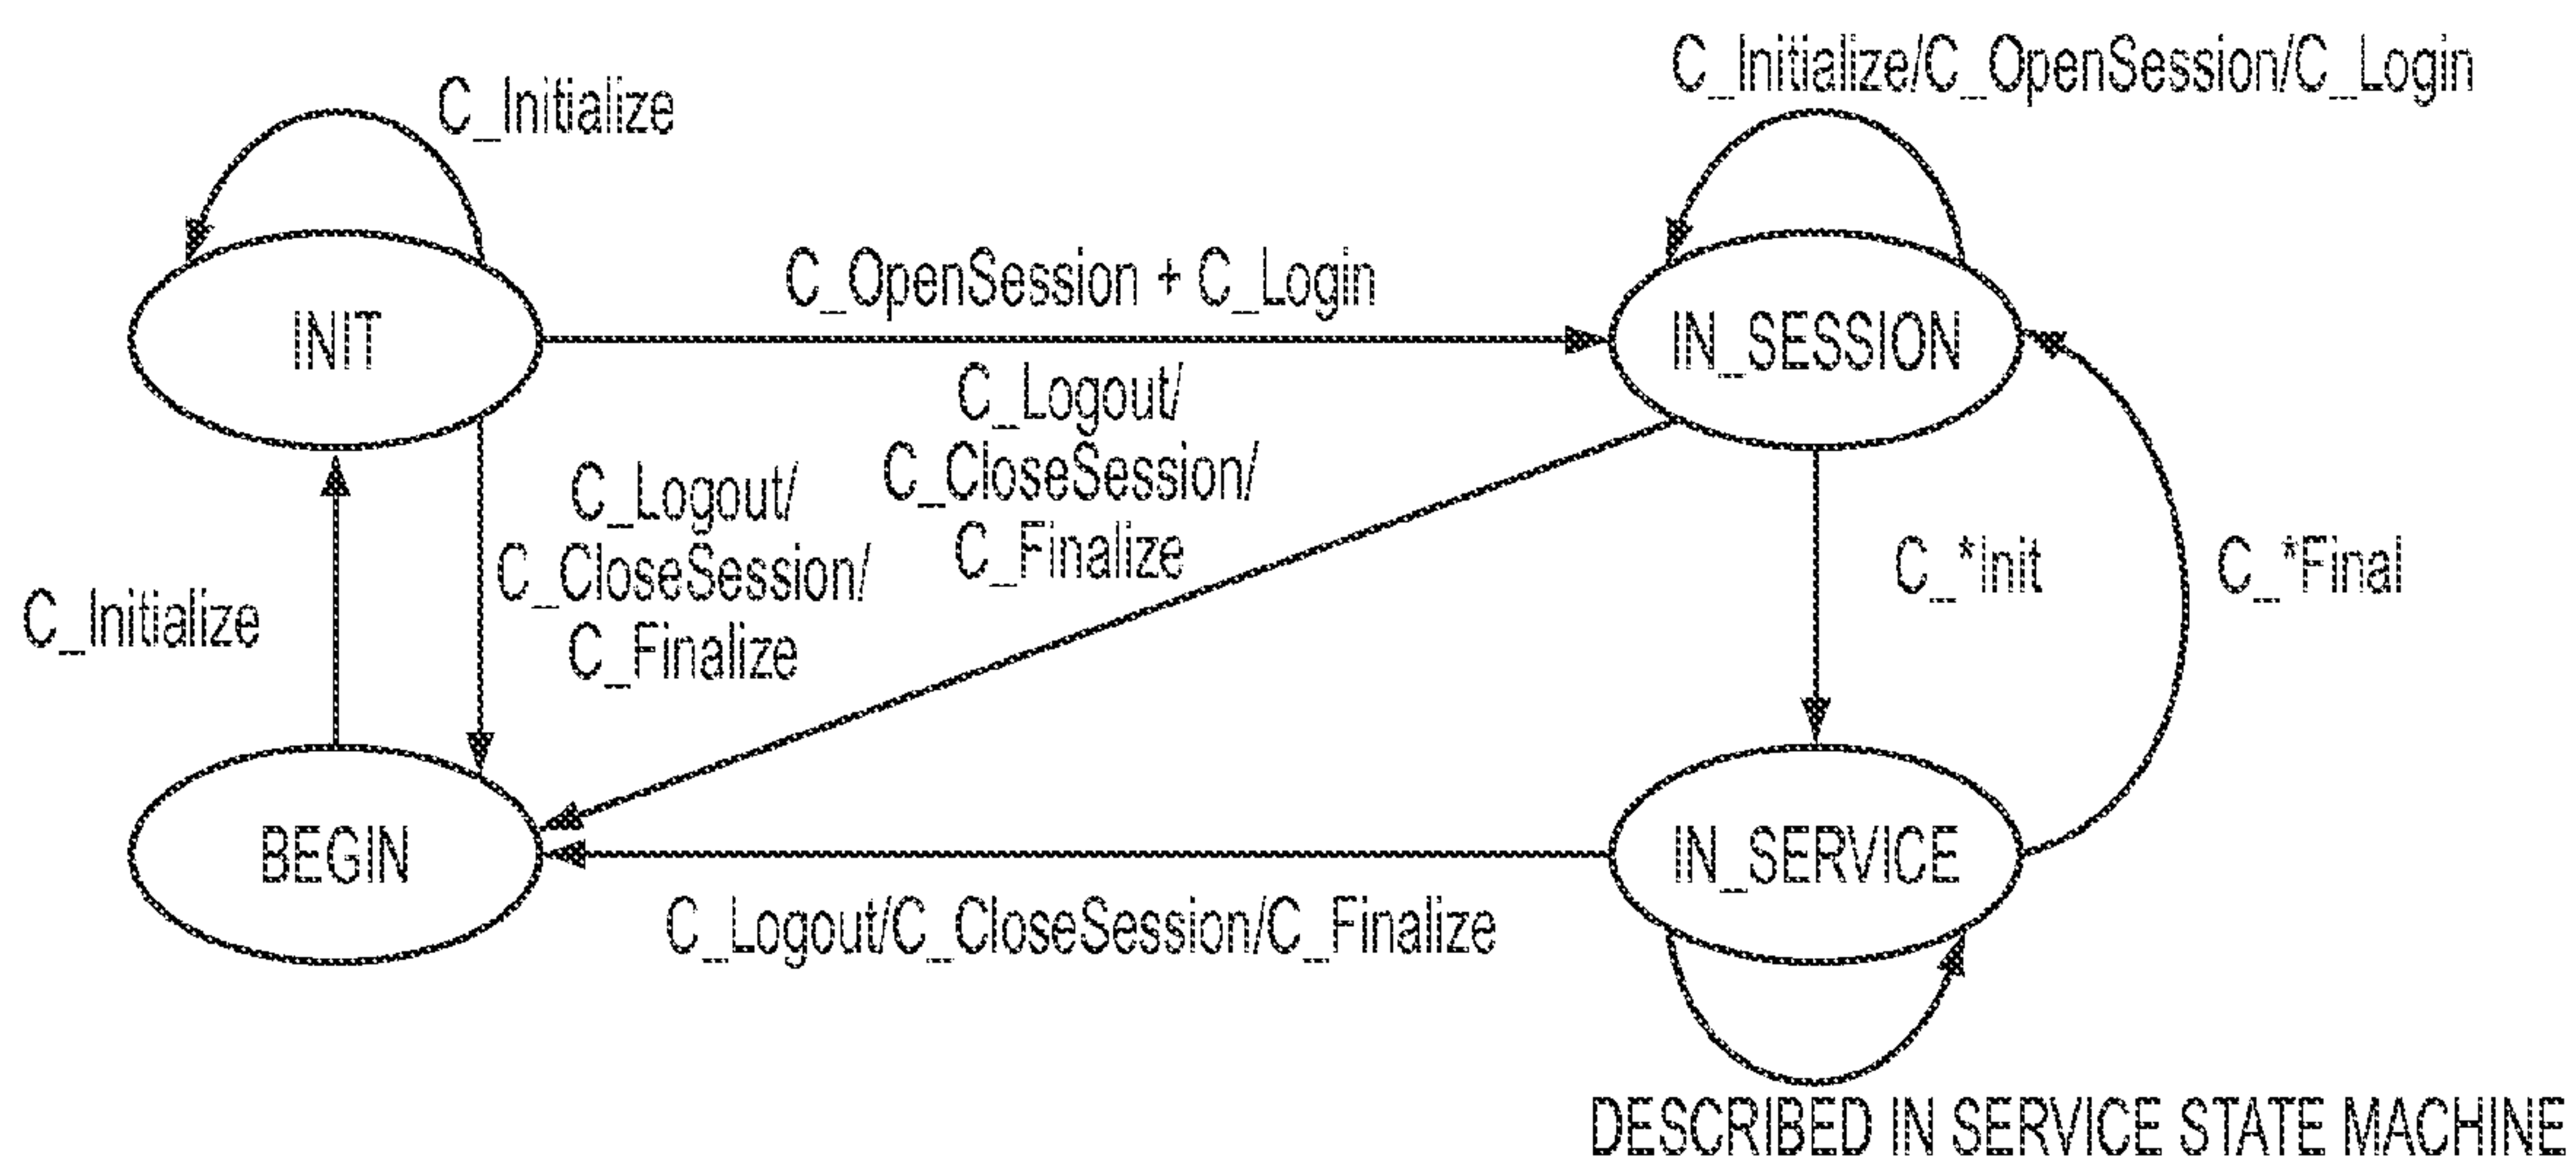 C_Initialize/C_OpenSession/C_Login
C_Initialize
C_OpenSession + C_Login
INIT
IN_SESSION
C_Logout/
C_CloseSession/
C_Finalize
C_Logout/
C_CloseSession/
C_Finalize
C_*Init
C_*Final
C_Initialize
BEGIN
IN_SERVICE
C_Logout/C_CloseSession/C_Finalize
DESCRIBED IN SERVICE STATE MACHINE